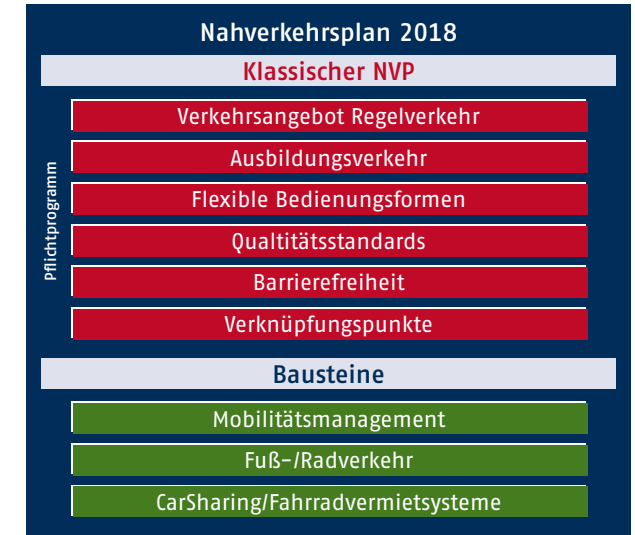 Nahverkehrsplan 2018
Klassischer NVP
Pflichtprogramm
Verkehrsangebot Regelverkehr
Ausbildungsverkehr
Flexible Bedienungsformen
Qualtitätsstandards
Barrierefreiheit
Verknüpfungspunkte
Bausteine
Mobilitätsmanagement
Fuß-/Radverkehr
CarSharing/Fahrradvermietsysteme